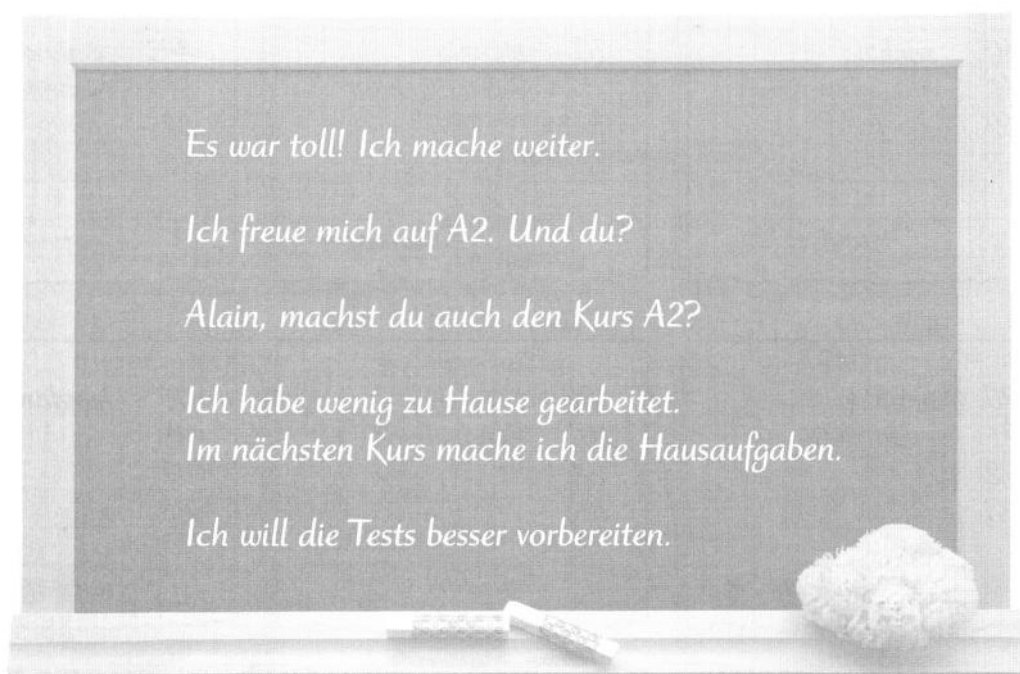 Es war toll! Ich mache weiter.
Ich freue mich auf A2. Und du?
Alain, machst du auch den Kurs A2?
Ich habe wenig zu Hause gearbeitet.
Im nächsten Kurs mache ich die Hausaufgaben.
Ich will die Tests besser vorbereiten.